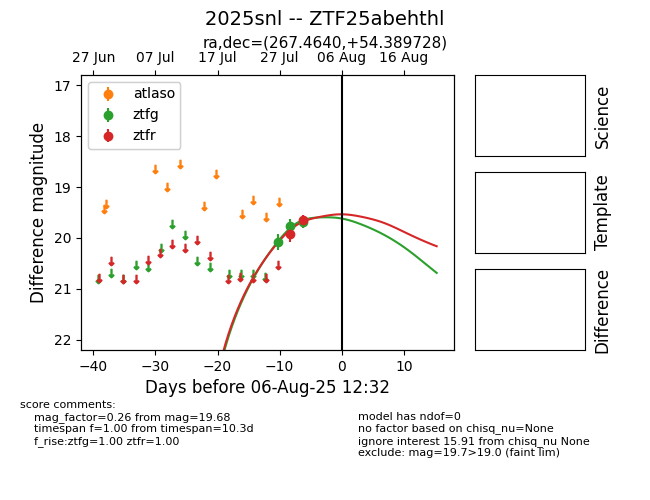 2025snl -- ZTF25abehthl
ra,dec=(267.4640,+54.389728)
27 Jun 07 Jul 17 Jul 27 Jul 06 Aug 16 Aug
atlaso
ztfg
ztfr
17
18
19
20
21
22
Difference magnitude
−40 −30 −20 −10 0 10
Days before 06-Aug-25 12:32
Science
Template
Difference
score comments:
mag_factor=0.26 from mag=19.68
timespan f=1.00 from timespan=10.3d
f_rise:ztfg=1.00 ztfr=1.00
model has ndof=0
no factor based on chisq_nu=None
ignore interest 15.91 from chisq_nu None
exclude: mag=19.7>19.0 (faint lim)